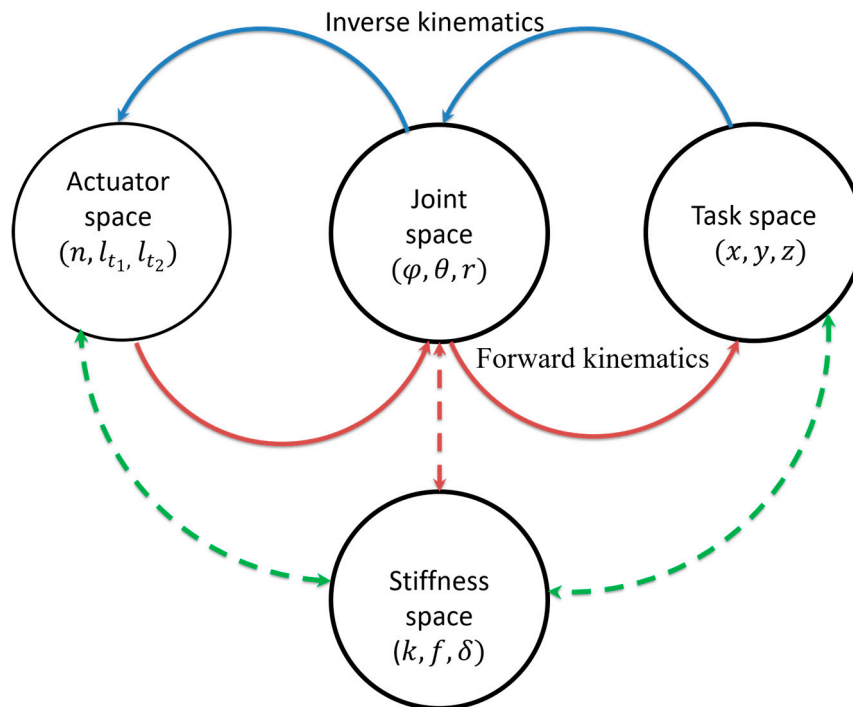 Inverse kinematics
Actuator
space
(n, l_{t_1,} l_{t_2})
Joint
space
(φ, θ, r)
Task space
(x, y, z)
Forward kinematics
Stiffness
space
(k, f, δ)